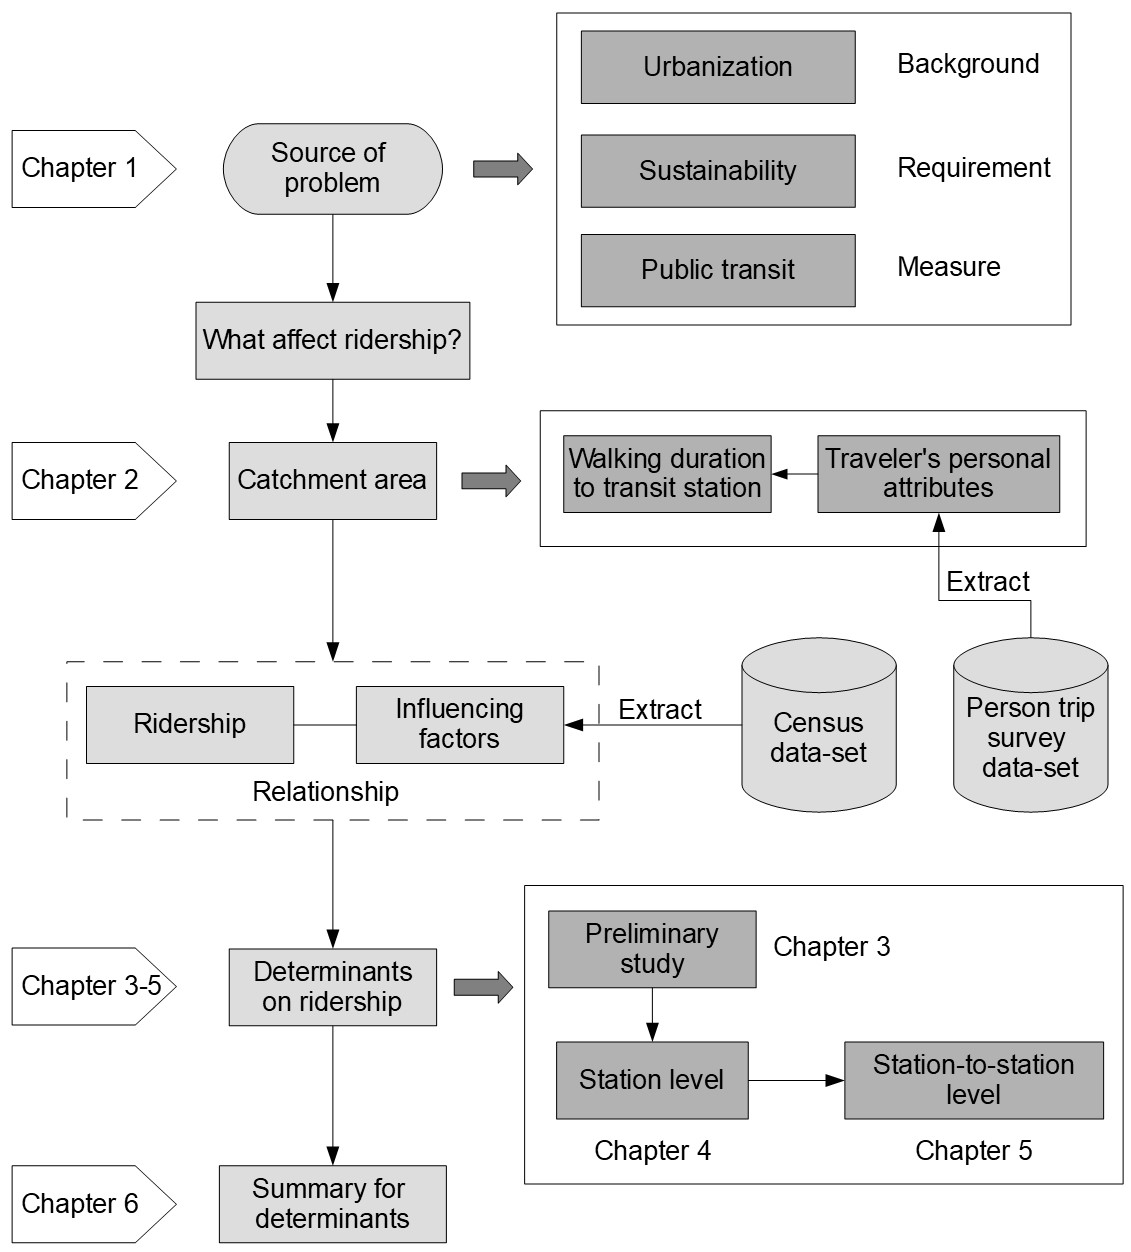 Chapter 1
Source of
problem
Urbanization
Background
Sustainability
Requirement
Public transit
Measure
What affect ridership?
Chapter 2
Catchment area
Walking duration
to transit station
Traveler's personal
attributes
Extract
Ridership
Influencing
factors
Relationship
Extract
Census
data-set
Person trip
survey
data-set
Chapter 3-5
Determinants
on ridership
Preliminary
study
Chapter 3
Station level
Chapter 4
Station-to-station
level
Chapter 5
Chapter 6
Summary for
determinants